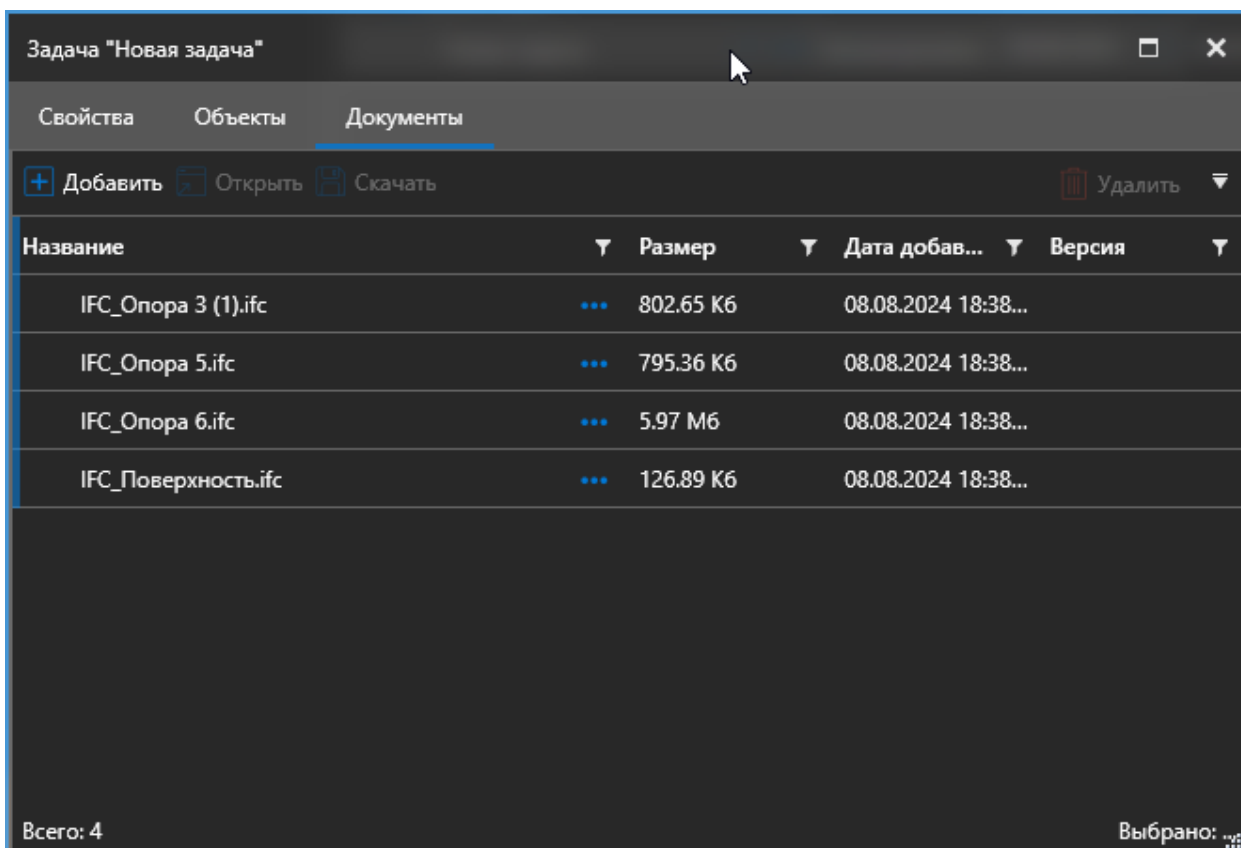 Задача "Новая задача"
Свойства Объекты Документы
Добавить Открыть Скачать Удалить
Название Размер Дата добав... Версия
IFC_Опора 3 (1).ifc ••• 802.65 Кб 08.08.2024 18:38...
IFC_Опора 5.ifc ••• 795.36 Кб 08.08.2024 18:38...
IFC_Опора 6.ifc ••• 5.97 Мб 08.08.2024 18:38...
IFC_Поверхность.ifc ••• 126.89 Кб 08.08.2024 18:38...
Всего: 4 Выбрано: ...